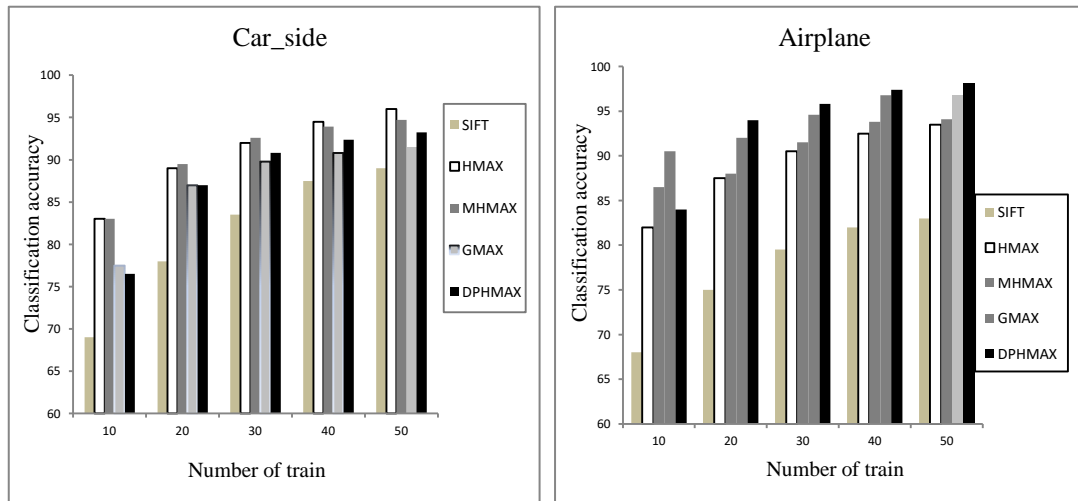 Car_side
Classification accuracy
100
95
90
85
80
75
70
65
60
10 20 30 40 50
Number of train
SIFT
HMAX
MHMAX
GMAX
DPHMAX
Airplane
Classification accuracy
100
95
90
85
80
75
70
65
60
10 20 30 40 50
Number of train
SIFT
HMAX
MHMAX
GMAX
DPHMAX